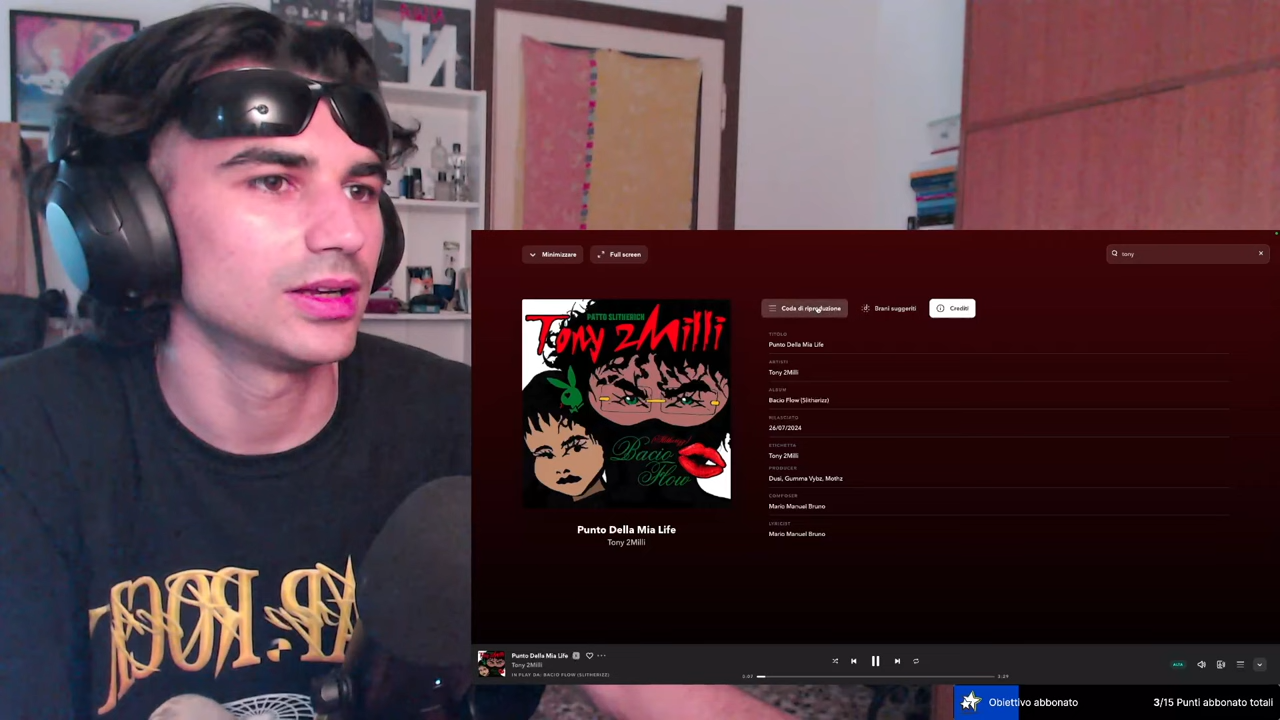 Minimizzare
Full screen
tony
PATTO SLITHERICH
Tony 2Milli
Bacio
Flow
Coda di riproduzione
Brani suggeriti
Crediti
TITOLO
Punto Della Mia Life
ARTISTI
Tony 2Milli
ALBUM
Bacio Flow (Slitherizz)
RILASCIATO
26/07/2024
ETICHETTA
Tony 2Milli
PRODUCER
Dusi, Gumma Vybz, Mothz
COMPOSER
Mario Manuel Bruno
LYRICIST
Mario Manuel Bruno
Punto Della Mia Life
Tony 2Milli
Punto Della Mia Life
Tony 2Milli
IN PLAY DA: BACIO FLOW (SLITHERIZZ)
0:07
2:29
Obiettivo abbonato
3/15 Punti abbonato totali